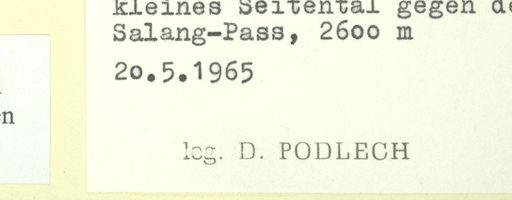 kleines Seitental gegen
Salang-Pass, 2600 m
20.5.1965
leg. D. PODLECH